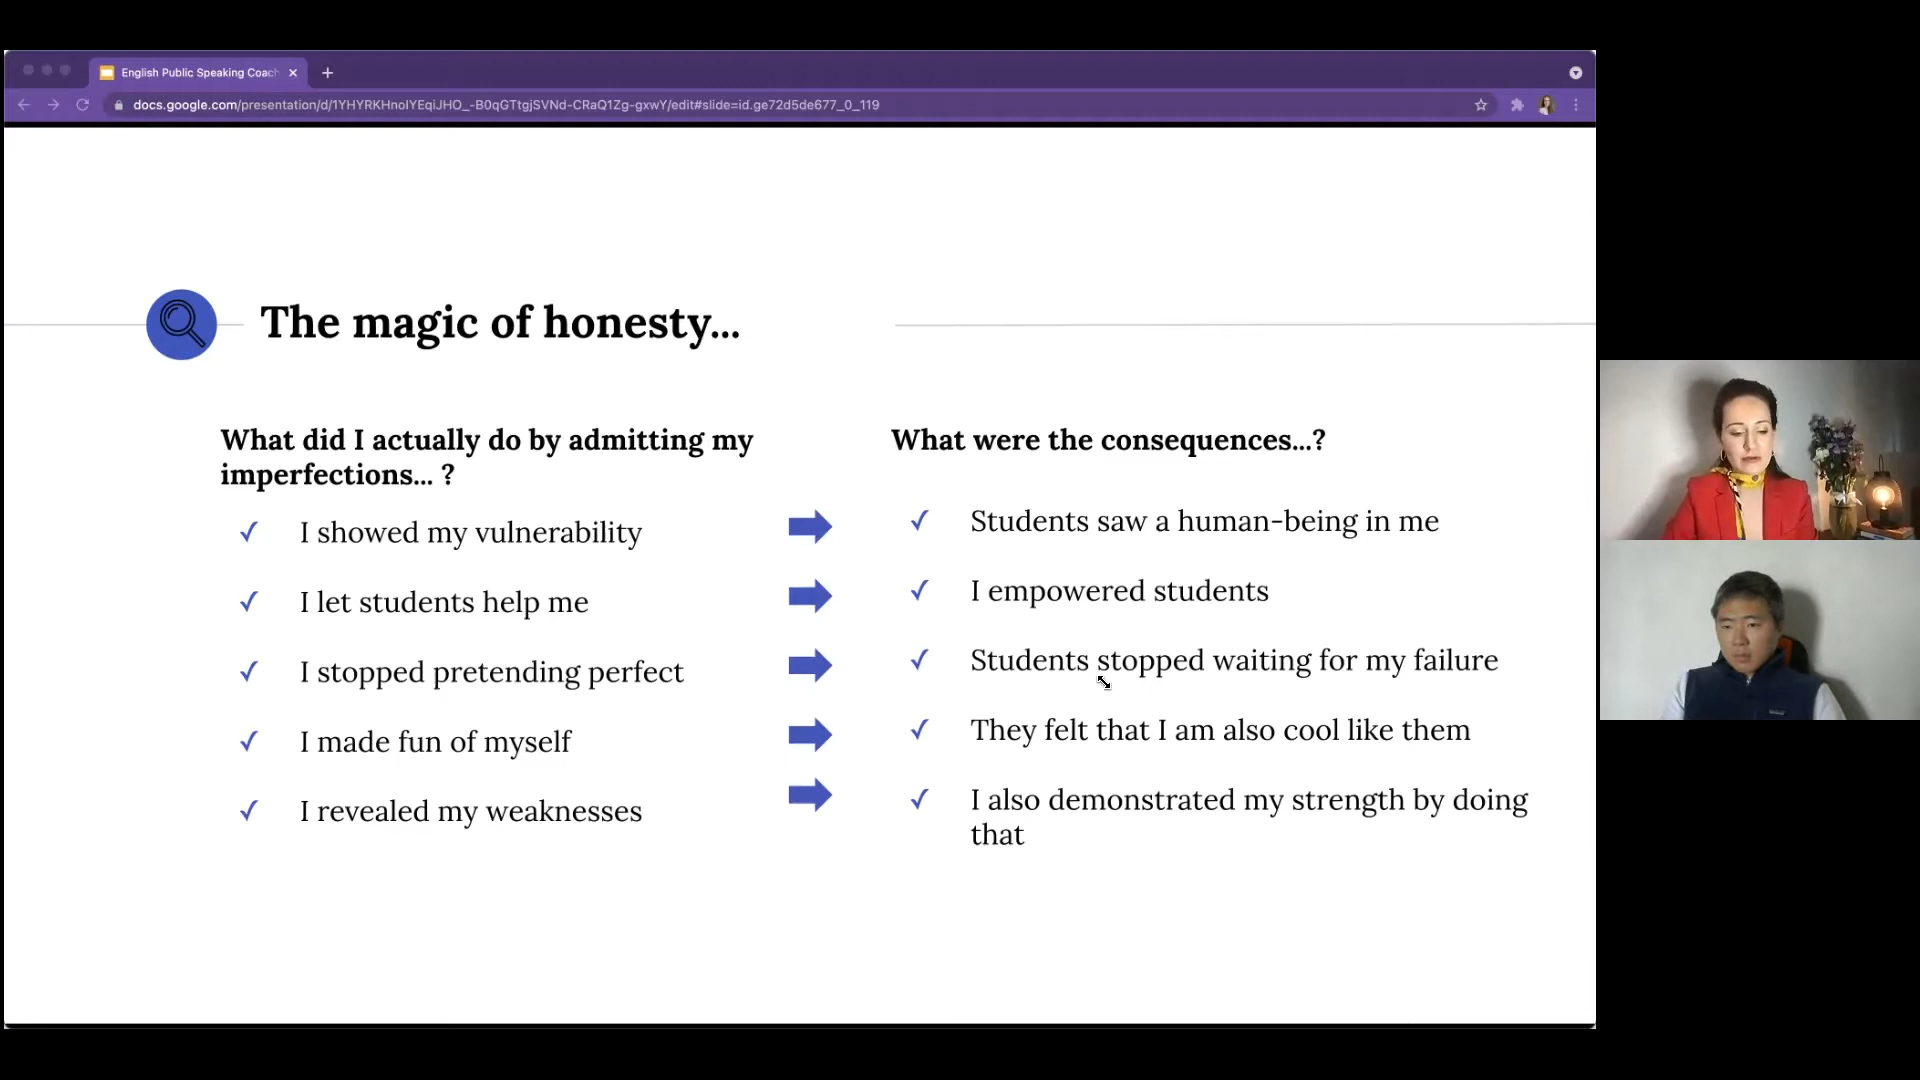 English Public Speaking Coach
docs.google.com/presentation/d/1YHYRKHnoIYEqiJHO_-B0qGTtgjSVNd-CRaQ1Zg-gxwY/edit#slide=id.ge72d5de677_0_119
The magic of honesty...
What did I actually do by admitting my
imperfections... ?
✓ I showed my vulnerability
✓ I let students help me
✓ I stopped pretending perfect
✓ I made fun of myself
✓ I revealed my weaknesses
What were the consequences...?
✓ Students saw a human-being in me
✓ I empowered students
✓ Students stopped waiting for my failure
✓ They felt that I am also cool like them
✓ I also demonstrated my strength by doing
that